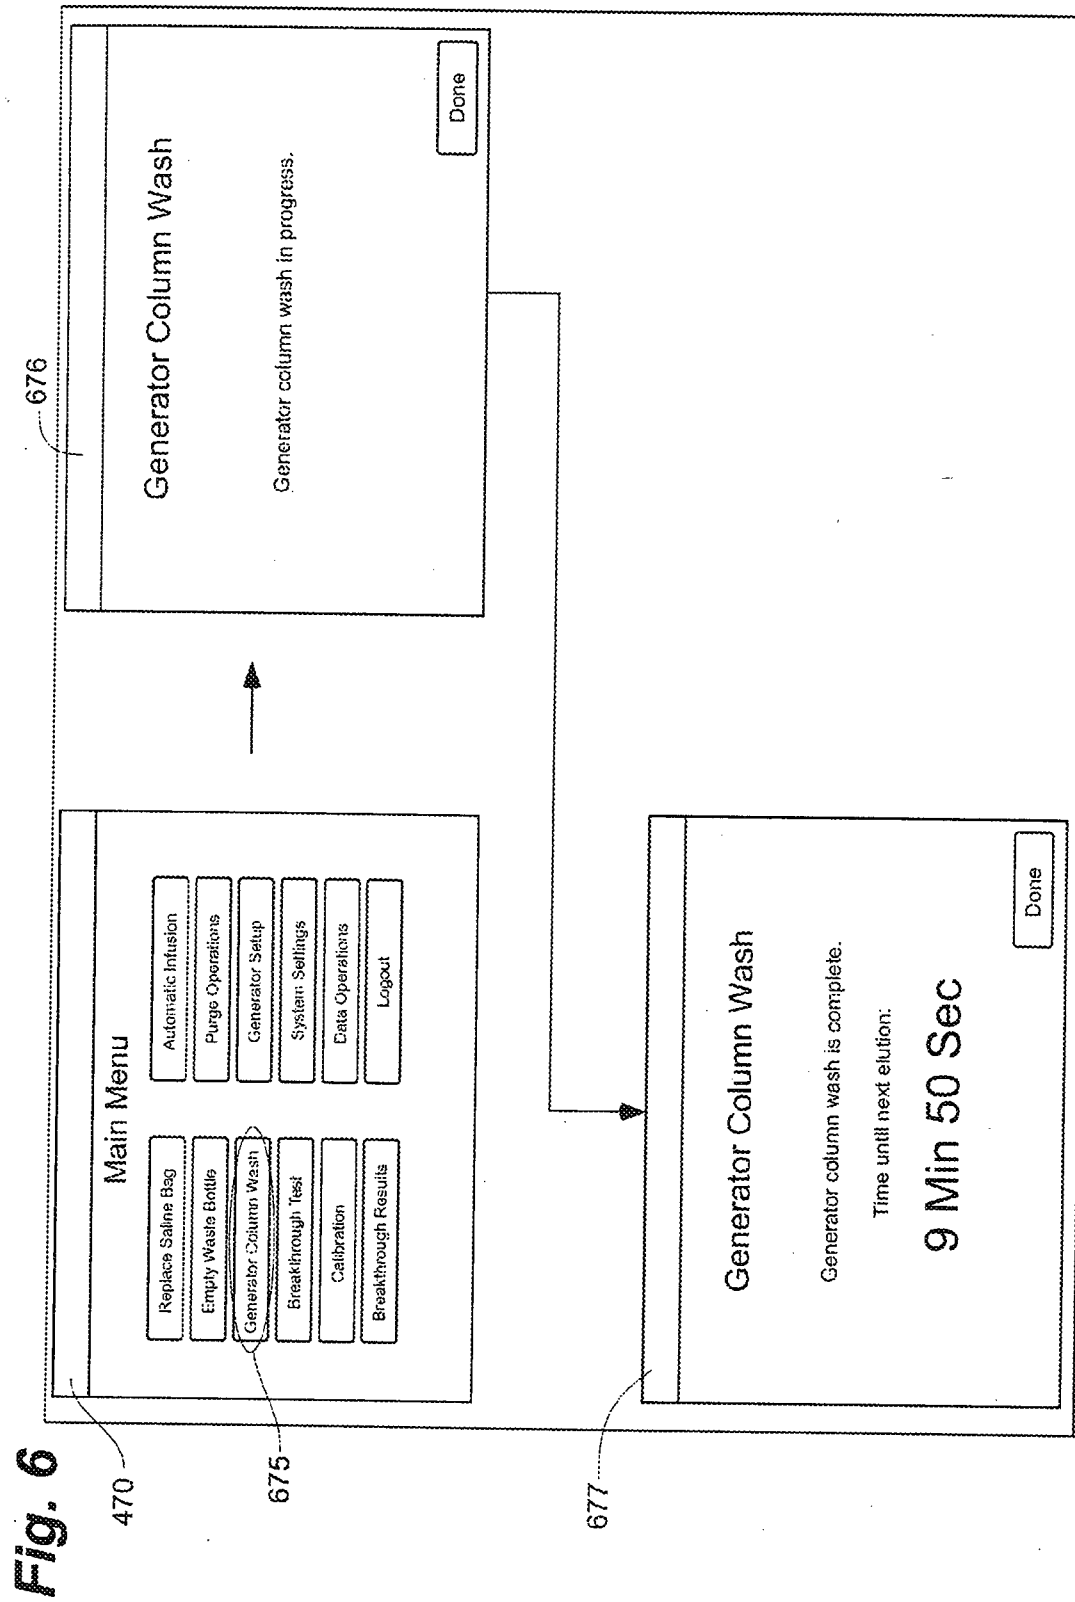 Fig. 6
470
Main Menu
Replace Saline Bag
Empty Waste Bottle
Generator Column Wash
Breakthrough Test
Calibration
Breakthrough Results
Automatic Infusion
Purge Operations
Generator Setup
System Settings
Data Operations
Logout
675
676
Generator Column Wash
Generator column wash in progress.
Done
677
Generator Column Wash
Generator column wash is complete.
Time until next elution:
9 Min 50 Sec
Done